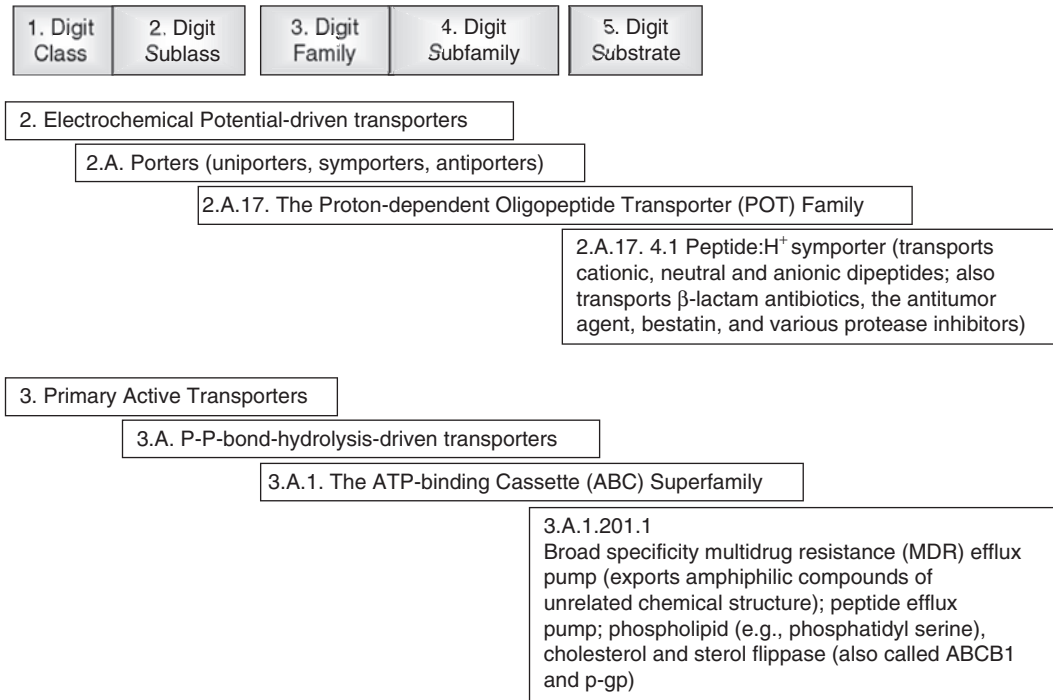 1. Digit
Class
2. Digit
Sublass
3. Digit
Family
4. Digit
Subfamily
5. Digit
Substrate
2. Electrochemical Potential-driven transporters
2.A. Porters (uniporters, symporters, antiporters)
2.A.17. The Proton-dependent Oligopeptide Transporter (POT) Family
2.A.17. 4.1 Peptide:H⁺ symporter (transports
cationic, neutral and anionic dipeptides; also
transports β-lactam antibiotics, the antitumor
agent, bestatin, and various protease inhibitors)
3. Primary Active Transporters
3.A. P-P-bond-hydrolysis-driven transporters
3.A.1. The ATP-binding Cassette (ABC) Superfamily
3.A.1.201.1
Broad specificity multidrug resistance (MDR) efflux
pump (exports amphiphilic compounds of
unrelated chemical structure); peptide efflux
pump; phospholipid (e.g., phosphatidyl serine),
cholesterol and sterol flippase (also called ABCB1
and p-gp)